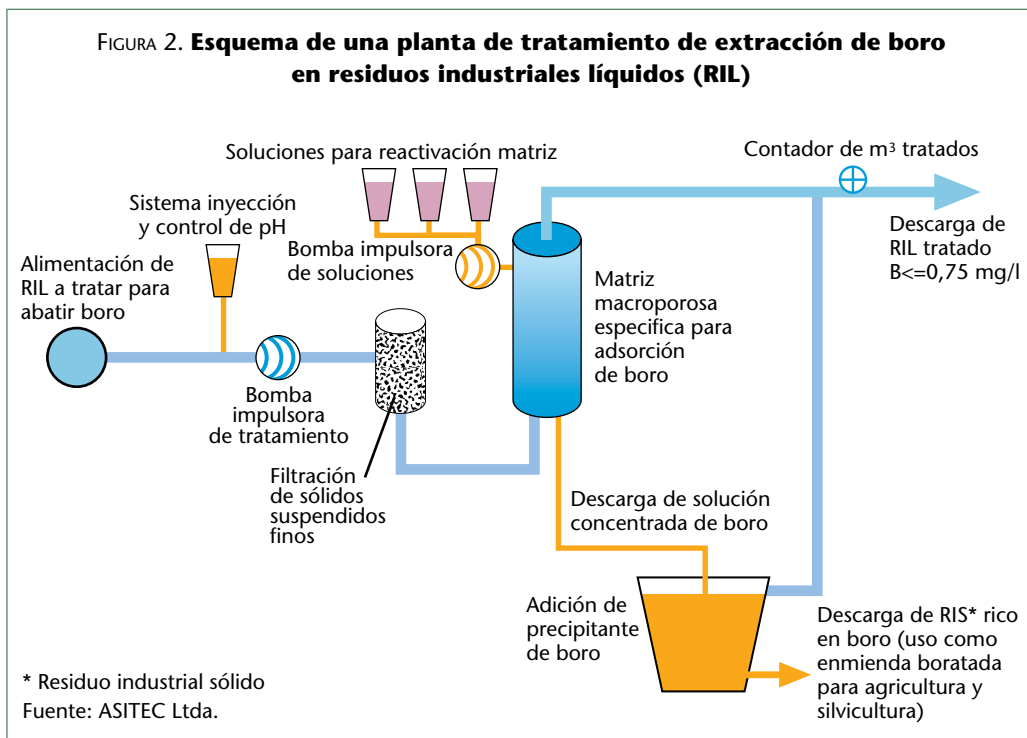 FIGURA 2. Esquema de una planta de tratamiento de extracción de boro
en residuos industriales líquidos (RIL)
Soluciones para reactivación matriz
Contador de m³ tratados
Sistema inyección
y control de pH
Bomba impulsora
de soluciones
Descarga de
RIL tratado
B<=0,75 mg/l
Alimentación de
RIL a tratar para
abatir boro
Matriz
macroporosa
especifica para
adsorción
de boro
Bomba
impulsora
de tratamiento
Filtración
de sólidos
suspendidos
finos
Descarga de solución
concentrada de boro
Adición de
precipitante
de boro
Descarga de RIS* rico
en boro (uso como
enmienda boratada
para agricultura y
silvicultura)
* Residuo industrial sólido
Fuente: ASITEC Ltda.